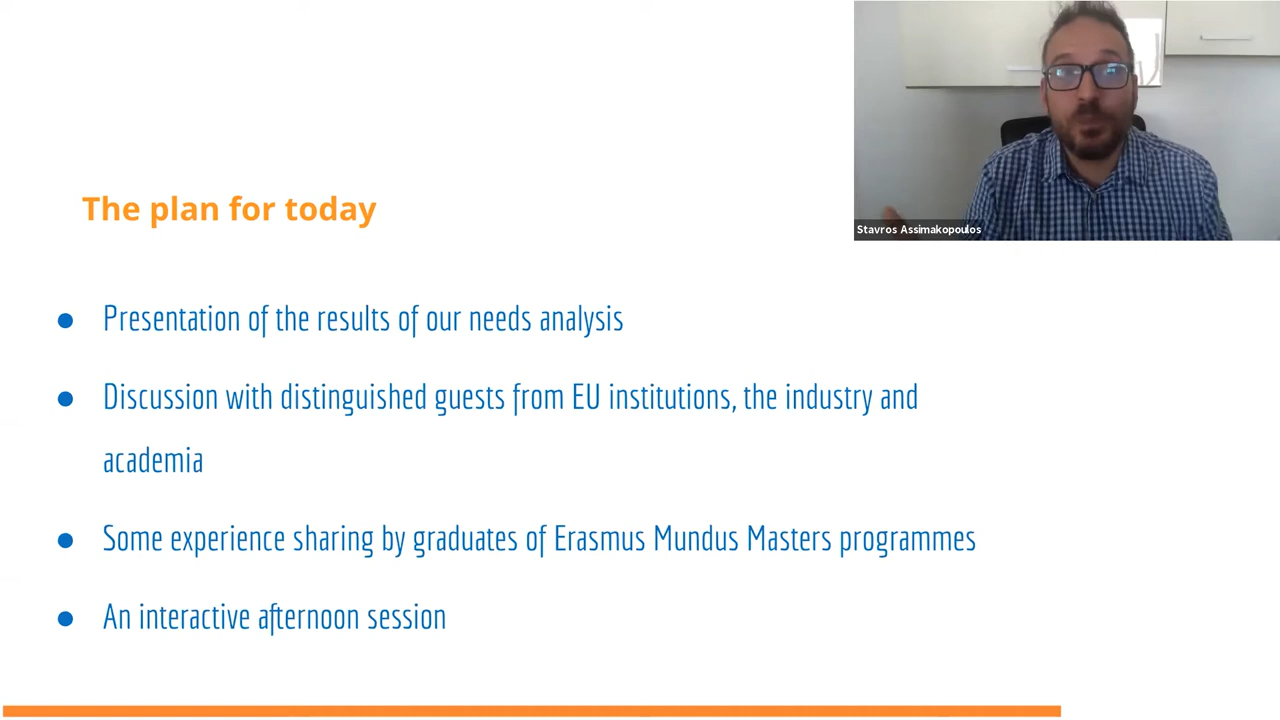 Stavros Assimakopoulos
The plan for today
● Presentation of the results of our needs analysis
● Discussion with distinguished guests from EU institutions, the industry and
academia
● Some experience sharing by graduates of Erasmus Mundus Masters programmes
● An interactive afternoon session